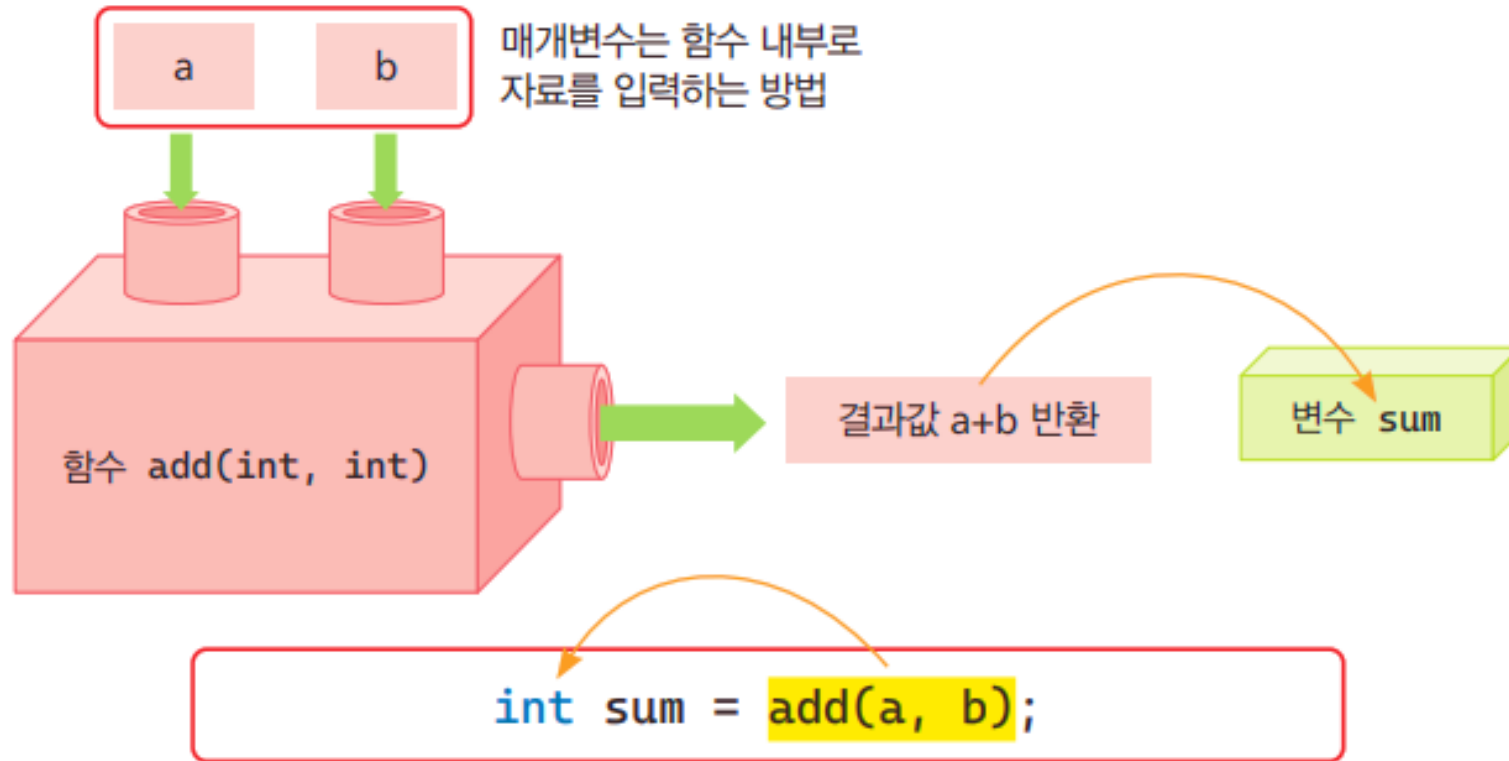 a
b
매개변수는 함수 내부로
자료를 입력하는 방법
함수 add(int, int)
결과값 a+b 반환
변수 sum
int sum = add(a, b);